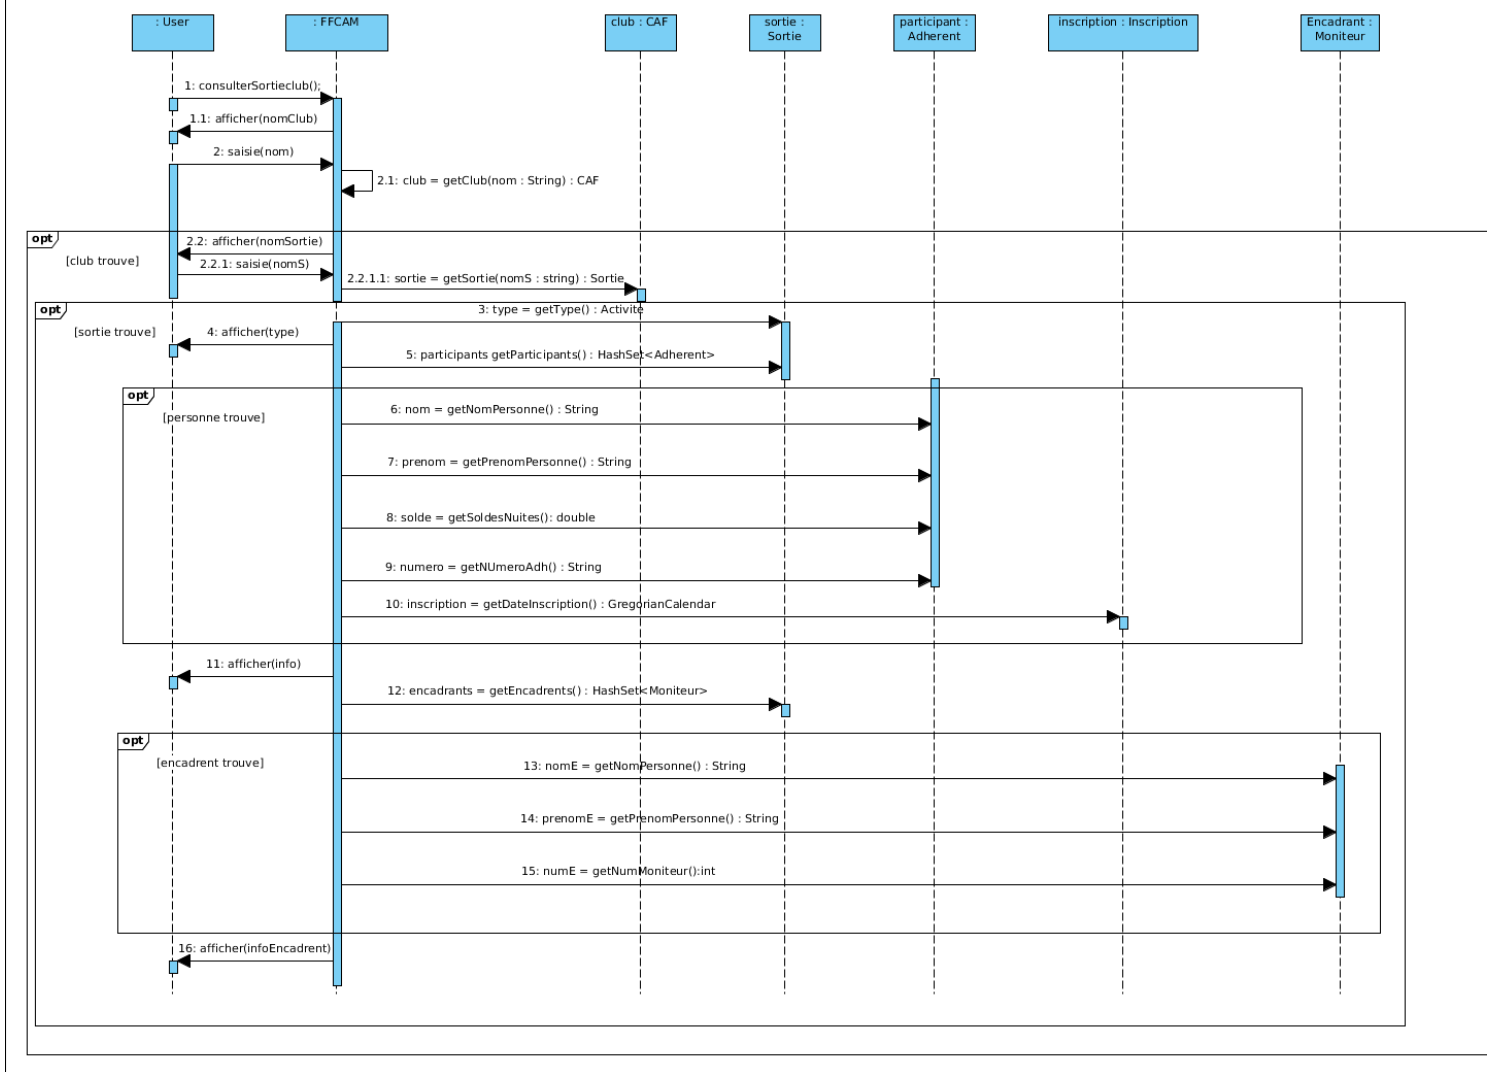 : User
: FFCAM
club : CAF
sortie :
Sortie
participant :
Adherent
inscription : Inscription
Encadrant :
Moniteur
1: consulterSortieclub();
1.1: afficher(nomClub)
2: saisie(nom)
2.1: club = getClub(nom : String) : CAF
opt
[club trouve]
2.2: afficher(nomSortie)
2.2.1: saisie(nomS)
2.2.1.1: sortie = getSortie(nomS : string) : Sortie
opt
[sortie trouve]
3: type = getType() : Activité
4: afficher(type)
5: participants getParticipants() : HashSet<Adherent>
opt
[personne trouve]
6: nom = getNomPersonne() : String
7: prenom = getPrenomPersonne() : String
8: solde = getSoldesNuites(): double
9: numero = getNUmeroAdh() : String
10: inscription = getDateInscription() : GregorianCalendar
11: afficher(info)
12: encadrants = getEncadrents() : HashSet<Moniteur>
opt
[encadrent trouve]
13: nomE = getNomPersonne() : String
14: prenomE = getPrenomPersonne() : String
15: numE = getNumMoniteur():int
16: afficher(infoEncadrent)